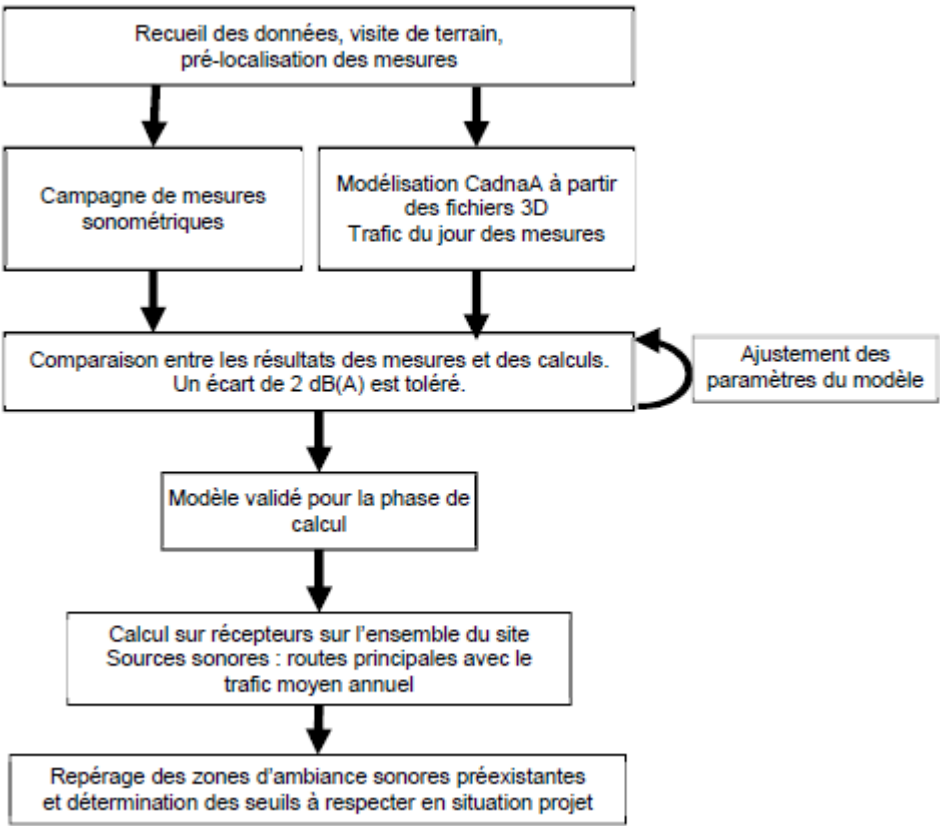 Recueil des données, visite de terrain,
pré-localisation des mesures
Campagne de mesures
sonométriques
Modélisation CadnaA à partir
des fichiers 3D
Trafic du jour des mesures
Comparaison entre les résultats des mesures et des calculs.
Un écart de 2 dB(A) est toléré.
Ajustement des
paramètres du modèle
Modèle validé pour la phase de
calcul
Calcul sur récepteurs sur l'ensemble du site
Sources sonores : routes principales avec le
trafic moyen annuel
Repérage des zones d'ambiance sonores préexistantes
et détermination des seuils à respecter en situation projet